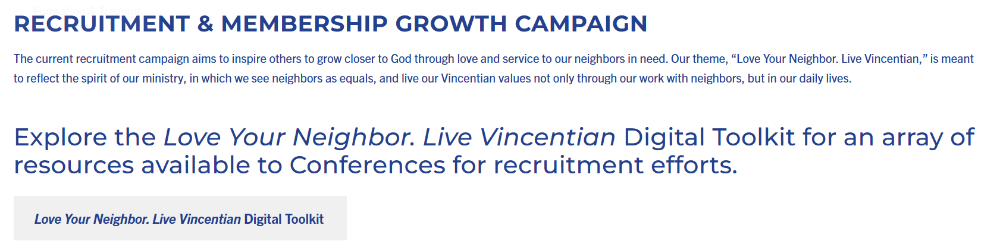 Formation & Training
RECRUITMENT & MEMBERSHIP GROWTH CAMPAIGN
The current recruitment campaign aims to inspire others to grow closer to God through love and service to our neighbors in need. Our theme, “Love Your Neighbor. Live Vincentian,” is meant
to reflect the spirit of our ministry, in which we see neighbors as equals, and live our Vincentian values not only through our work with neighbors, but in our daily lives.
Explore the Love Your Neighbor. Live Vincentian Digital Toolkit for an array of
resources available to Conferences for recruitment efforts.
Love Your Neighbor. Live Vincentian Digital Toolkit